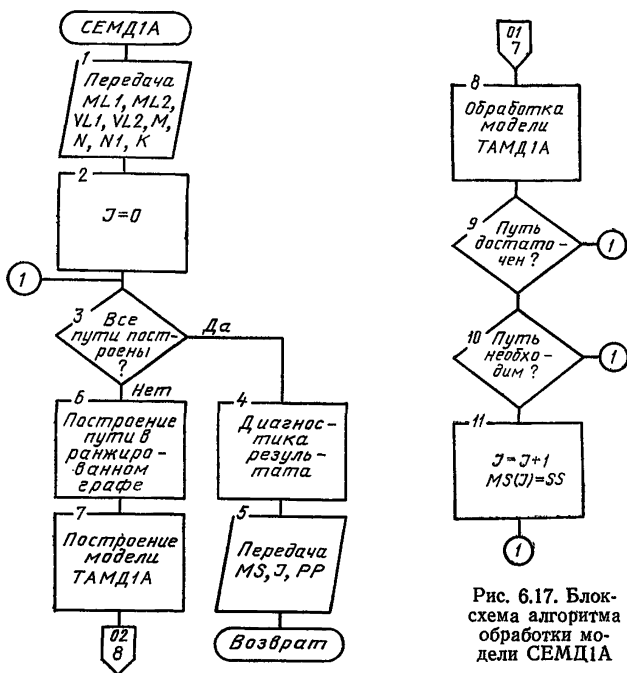 СЕМД1А
1
Передача
ML1, ML2,
VL1, VL2, M,
N, N1, K
2
J=0
1
3
Все
пути пост-
роены
?
Да
Нет
6
Построение
пути в
ранжиро-
ванном
графе
7
Построение
модели
ТАМД1А
02
8
4
Диагнос-
тика
резуль-
тата
5
Передача
MS, J, PP
Возврат
01
7
8
Обработка
модели
ТАМД1А
9
Путь
достато-
чен ?
1
10
Путь
необхо-
дим ?
1
11
J=J+1
MS(J)=SS
1
Рис. 6.17. Блок-
схема алгоритма
обработки мо-
дели СЕМД1А